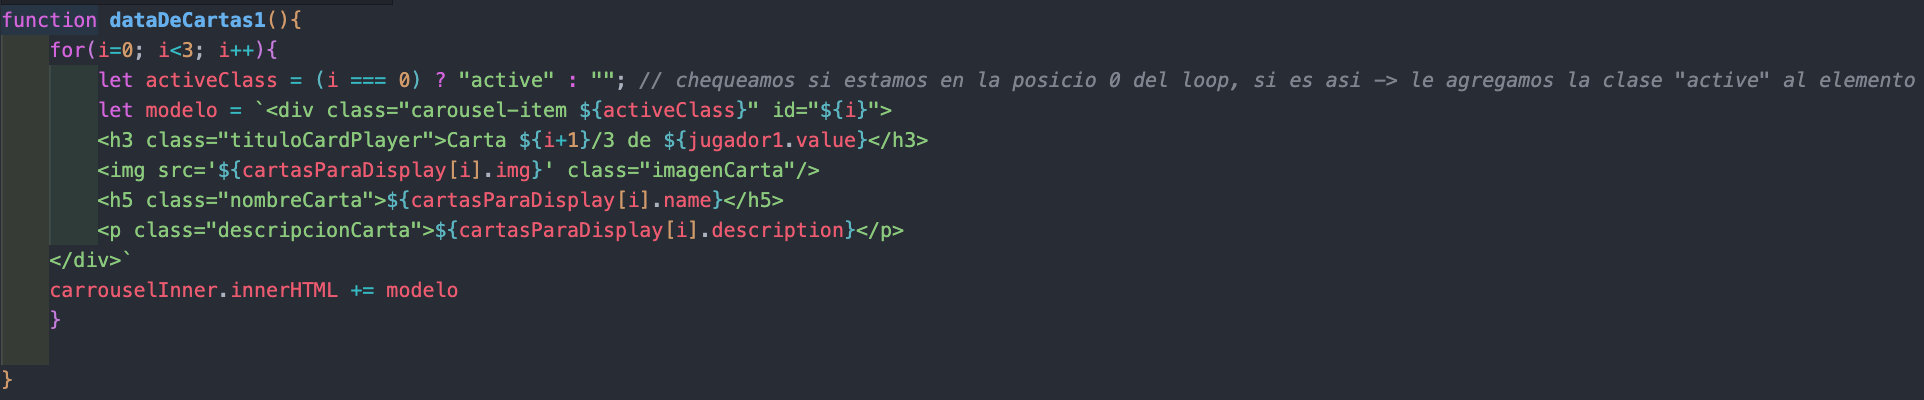 function dataDeCartas1(){
for(i=0; i<3; i++){
let activeClass = (i === 0) ? "active" : ""; // chequeamos si estamos en la posicio 0 del loop, si es asi -> le agregamos la clase "active" al elemento
let modelo = `<div class="carousel-item ${activeClass}" id="${i}">
<h3 class="tituloCardPlayer">Carta ${i+1}/3 de ${jugador1.value}</h3>
<img src='${cartasParaDisplay[i].img}' class="imagenCarta"/>
<h5 class="nombreCarta">${cartasParaDisplay[i].name}</h5>
<p class="descripcionCarta">${cartasParaDisplay[i].description}</p>
</div>`
carrouselInner.innerHTML += modelo
}
}